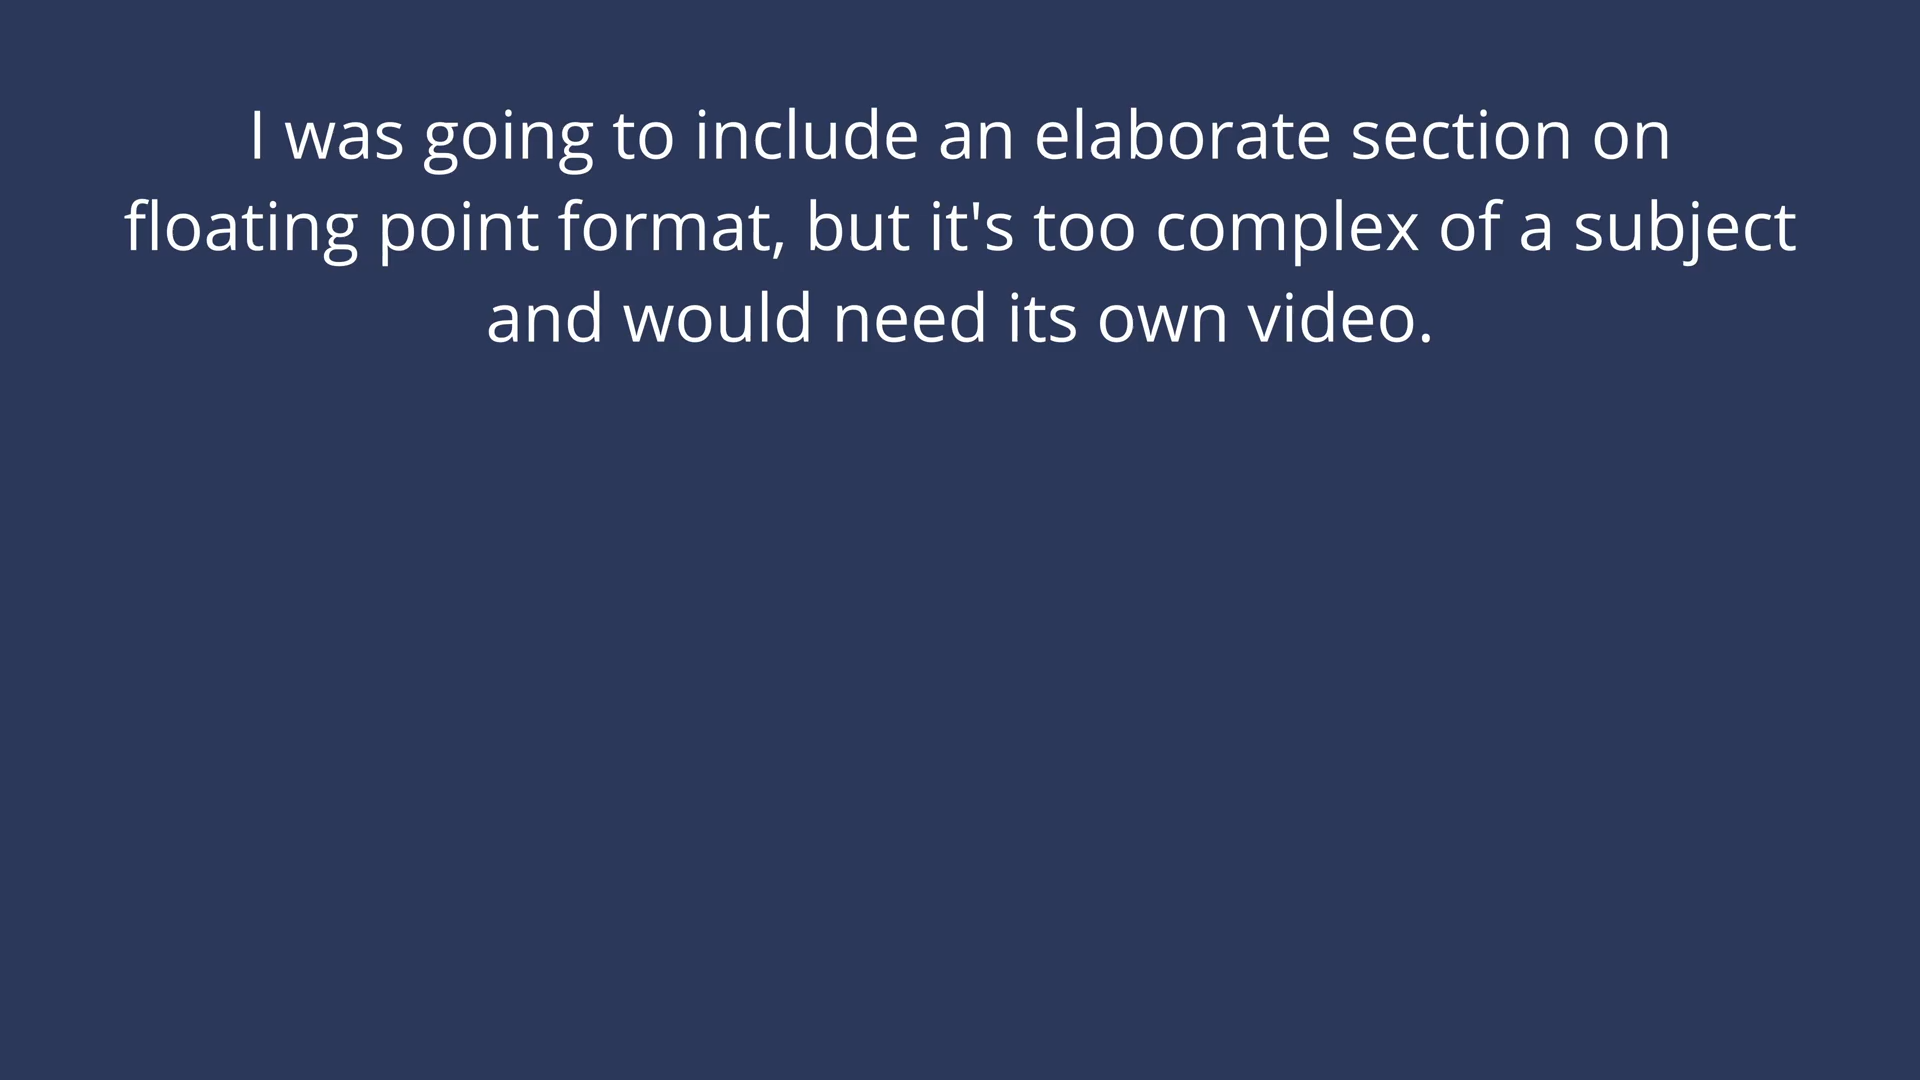 I was going to include an elaborate section on
floating point format, but it's too complex of a subject
and would need its own video.